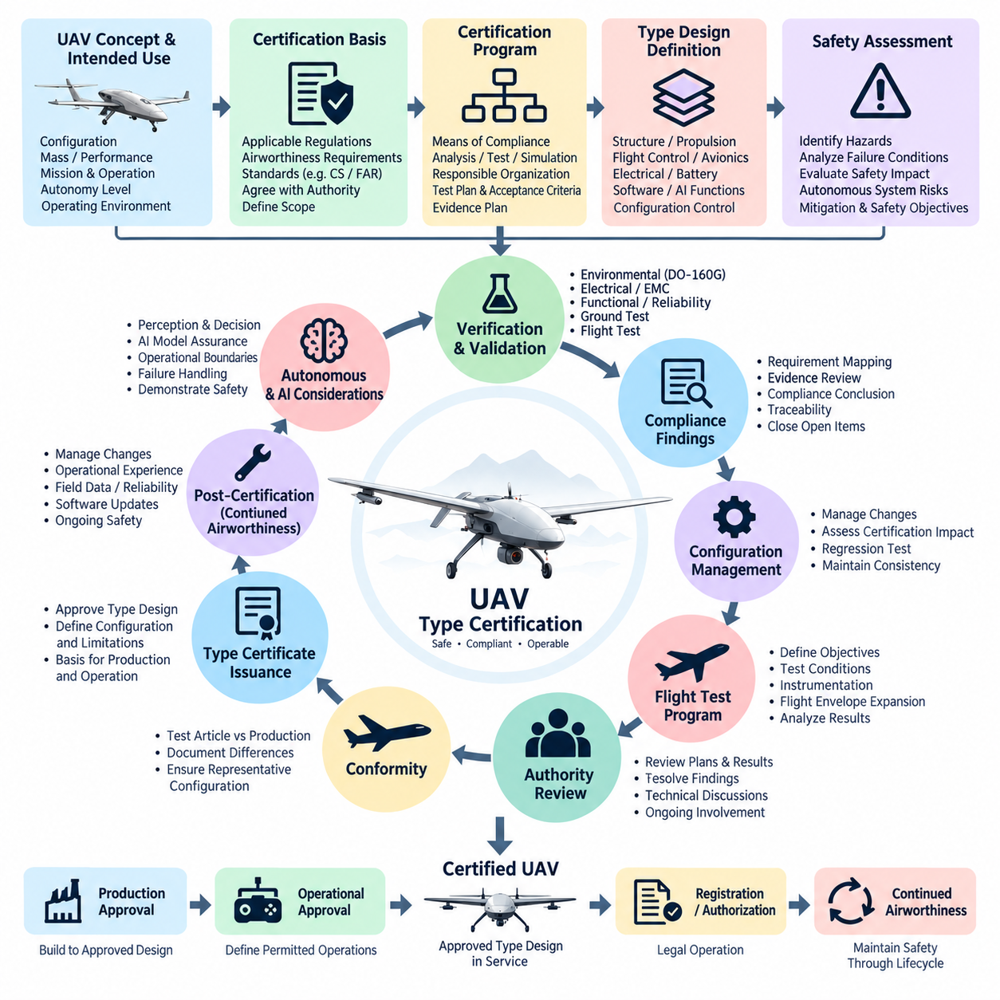 UAV Concept &
Intended Use
Configuration
Mass / Performance
Mission & Operation
Autonomy Level
Operating Environment
Certification Basis
Applicable Regulations
Airworthiness Requirements
Standards (e.g. CS / FAR)
Agree with Authority
Define Scope
Certification
Program
Means of Compliance
Analysis / Test / Simulation
Responsible Organization
Test Plan & Acceptance Criteria
Evidence Plan
Type Design
Definition
Structure / Propulsion
Flight Control / Avionics
Electrical / Battery
Software / AI Functions
Configuration Control
Safety Assessment
Identify Hazards
Analyze Failure Conditions
Evaluate Safety Impact
Autonomous System Risks
Mitigation & Safety Objectives
Verification
& Validation
• Environmental (DO-160G)
• Electrical / EMC
• Functional / Reliability
• Ground Test
• Flight Test
Compliance
Findings
• Requirement Mapping
• Evidence Review
• Compliance Conclusion
• Traceability
• Close Open Items
Configuration
Management
• Manage Changes
• Assess Certification Impact
• Regression Test
• Maintain Consistency
Flight Test
Program
• Define Objectives
• Test Conditions
• Instrumentation
• Flight Envelope Expansion
• Analyze Results
Authority
Review
• Review Plans & Results
• Tesolve Findings
• Technical Discussions
• Ongoing Involvement
Conformity
• Test Article vs Production
• Document Differences
• Ensure Representative
Configuration
Type Certificate
Issuance
• Approve Type Design
• Define Configuration
and Limitations
• Basis for Production
and Operation
Post-Certification
(Contiuned
Airworthiness)
• Manage Changes
• Operational Experience
• Field Data / Reliability
• Software Updates
• Ongoing Safety
Autonomous
& AI Considerations
• Perception & Decision
• AI Model Assurance
• Operational Boundaries
• Failure Handling
• Demonstrate Safety
UAV
Type Certification
Safe • Compliant • Operable
Production
Approval
Build to Approved Design
Operational
Approval
Define Permitted Operations
Certified UAV
Approved Type Design
in Service
Registration
/ Authorization
Legal Operation
Continued
Airworthiness
Maintain Safety
Through Lifecycle